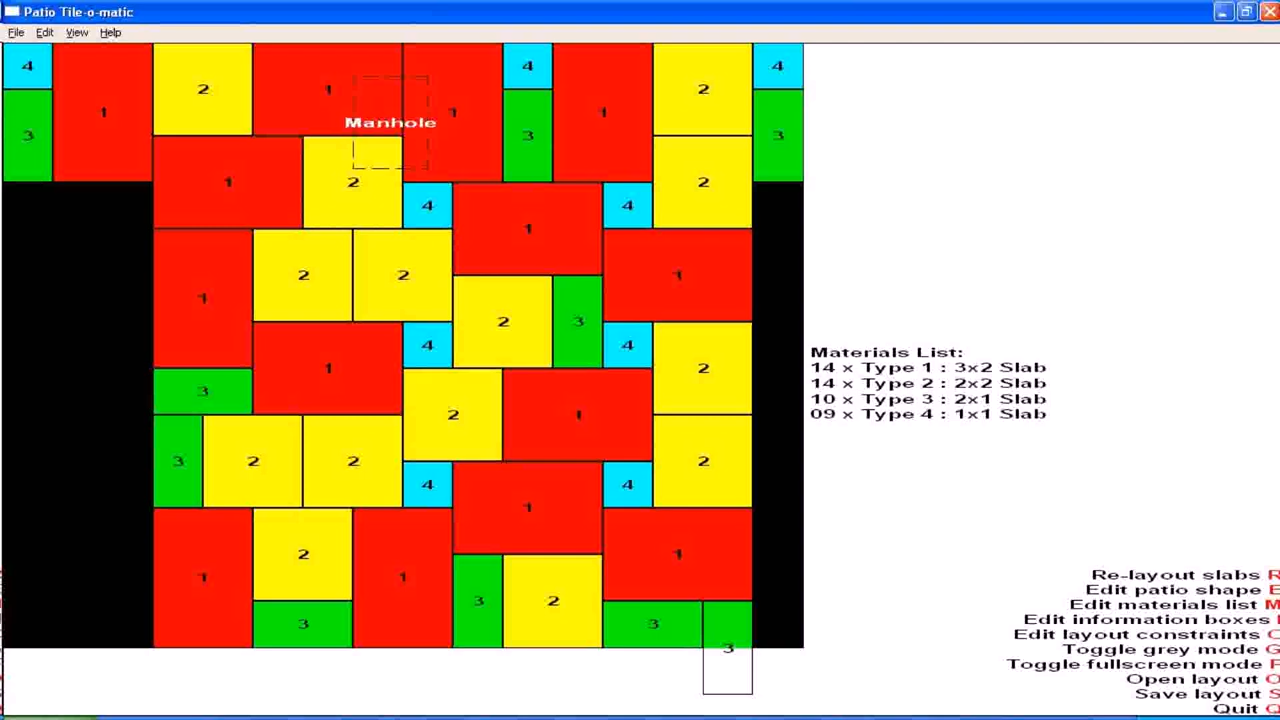 Patio Tile-o-matic
File Edit View Help
4 2 1 4 2 4
1 1 1
Manhole
3 3 3
1 2 2
4 4
1
2 2 1
1
2 3
4 4
1 2
3
2 1
3 2 2 2
4 4
1
2 1
1 1
3 2
3 3
3
Materials List:
14 x Type 1 : 3x2 Slab
14 x Type 2 : 2x2 Slab
10 x Type 3 : 2x1 Slab
09 x Type 4 : 1x1 Slab
Re-layout slabs R
Edit patio shape E
Edit materials list M
Edit information boxes
Edit layout constraints C
Toggle grey mode G
Toggle fullscreen mode F
Open layout O
Save layout S
Quit Q